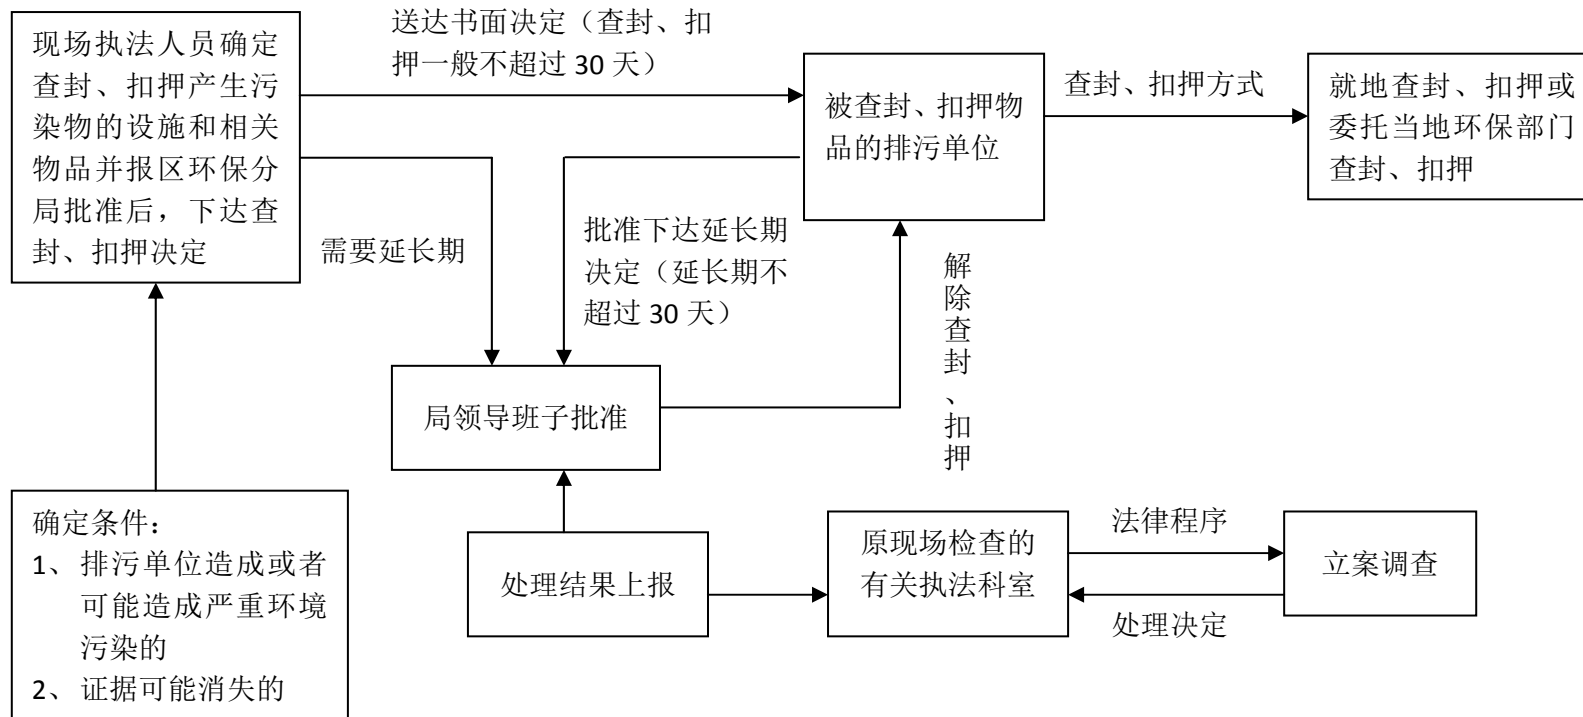 现场执法人员确定
查封、扣押产生污
染物的设施和相关
物品并报区环保分
局批准后，下达查
封、扣押决定
送达书面决定（查封、扣
押一般不超过 30 天）
被查封、扣押物
品的排污单位
查封、扣押方式
就地查封、扣押或
委托当地环保部门
查封、扣押
需要延长期
批准下达延长期
决定（延长期不
超过 30 天）
解除查封、扣押
局领导班子批准
确定条件：
1、 排污单位造成或者
可能造成严重环境
污染的
2、 证据可能消失的
处理结果上报
原现场检查的
有关执法科室
法律程序
处理决定
立案调查